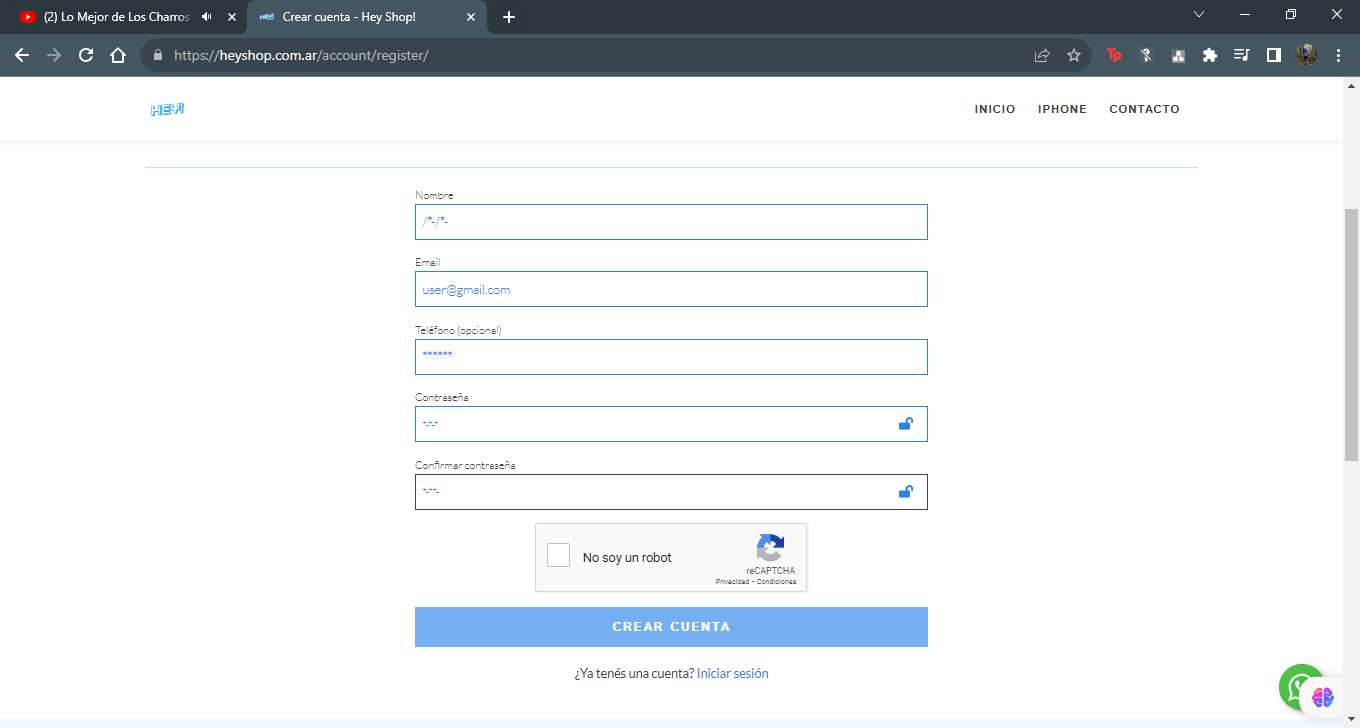 (2) Lo Mejor de Los Charros
Crear cuenta - Hey Shop!
https://heyshop.com.ar/account/register/
HEY!
INICIO IPHONE CONTACTO
Nombre
/*-/*-
Email
user@gmail.com
Teléfono (opcional)
******
Contraseña
*-*-*
Confirmar contraseña
No soy un robot
reCAPTCHA
Privacidad - Condiciones
CREAR CUENTA
¿Ya tenés una cuenta? Iniciar sesión